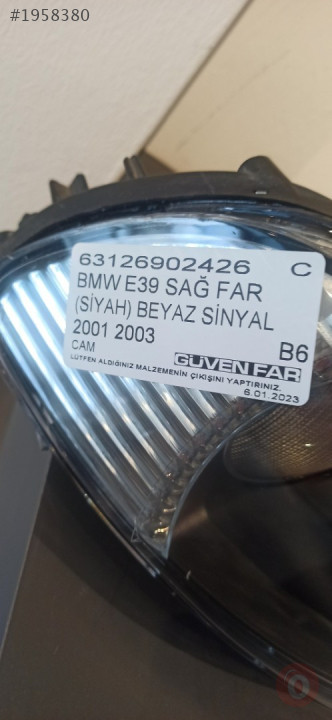 #1958380
63126902426 C
BMW E39 SAĞ FAR
(SİYAH) BEYAZ SİNYAL
2001 2003 B6
CAM GÜVEN FAR
LÜTFEN ALDIĞINIZ MALZEMENİN ÇIKIŞINI YAPTIRINIZ.
6.01.2023